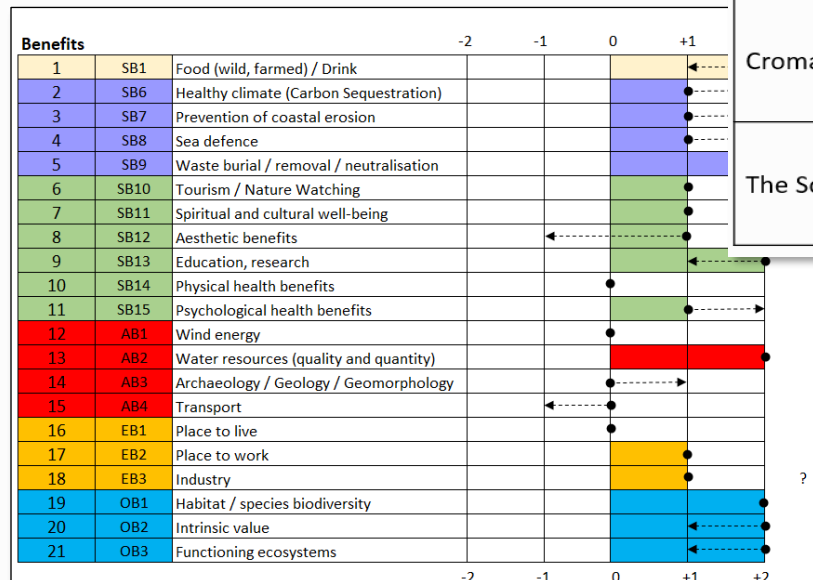 Benefits -2 -1 0 +1
1 SB1 Food (wild, farmed) / Drink
2 SB6 Healthy climate (Carbon Sequestration)
3 SB7 Prevention of coastal erosion
4 SB8 Sea defence
5 SB9 Waste burial / removal / neutralisation
6 SB10 Tourism / Nature Watching
7 SB11 Spiritual and cultural well-being
8 SB12 Aesthetic benefits
9 SB13 Education, research
10 SB14 Physical health benefits
11 SB15 Psychological health benefits
12 AB1 Wind energy
13 AB2 Water resources (quality and quantity)
14 AB3 Archaeology / Geology / Geomorphology
15 AB4 Transport
16 EB1 Place to live
17 EB2 Place to work
18 EB3 Industry ?
19 OB1 Habitat / species biodiversity
20 OB2 Intrinsic value
21 OB3 Functioning ecosystems
-2 -1 0 +1 +2
The